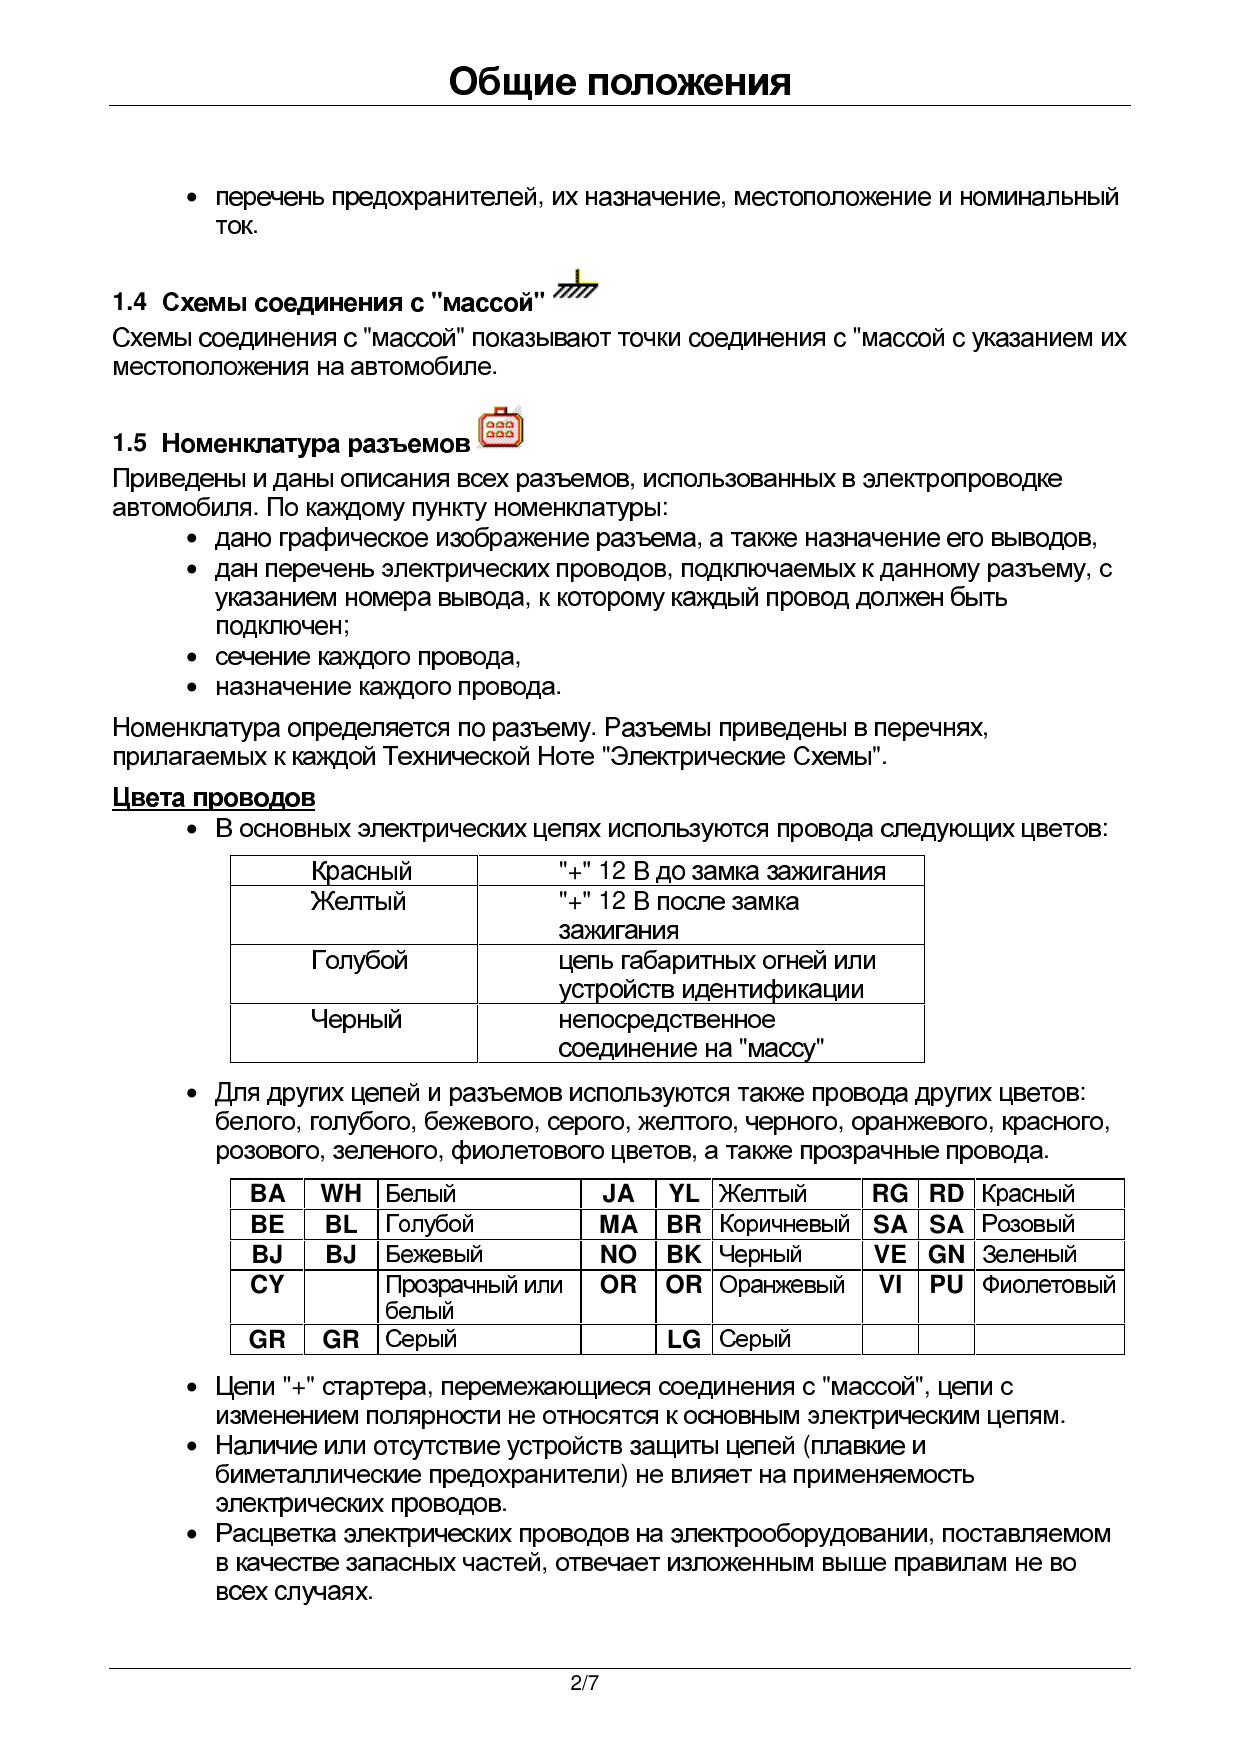 Общие положения
• перечень предохранителей, их назначение, местоположение и номинальный
ток.
1.4 Схемы соединения с "массой"
Схемы соединения с "массой" показывают точки соединения с "массой с указанием их
местоположения на автомобиле.
1.5 Номенклатура разъемов
Приведены и даны описания всех разъемов, использованных в электропроводке
автомобиля. По каждому пункту номенклатуры:
• дано графическое изображение разъема, а также назначение его выводов,
• дан перечень электрических проводов, подключаемых к данному разъему, с
указанием номера вывода, к которому каждый провод должен быть
подключен;
• сечение каждого провода,
• назначение каждого провода.
Номенклатура определяется по разъему. Разъемы приведены в перечнях,
прилагаемых к каждой Технической Ноте "Электрические Схемы".
Цвета проводов
• В основных электрических цепях используются провода следующих цветов:
Красный "+" 12 В до замка зажигания
Желтый "+" 12 В после замка
зажигания
Голубой цепь габаритных огней или
устройств идентификации
Черный непосредственное
соединение на "массу"
• Для других цепей и разъемов используются также провода других цветов:
белого, голубого, бежевого, серого, желтого, черного, оранжевого, красного,
розового, зеленого, фиолетового цветов, а также прозрачные провода.
BA WH Белый JA YL Желтый RG RD Красный
BE BL Голубой MA BR Коричневый SA SA Розовый
BJ BJ Бежевый NO BK Черный VE GN Зеленый
CY Прозрачный или OR OR Оранжевый VI PU Фиолетовый
белый
GR GR Серый LG Серый
• Цепи "+" стартера, перемежающиеся соединения с "массой", цепи с
изменением полярности не относятся к основным электрическим цепям.
• Наличие или отсутствие устройств защиты цепей (плавкие и
биметаллические предохранители) не влияет на применяемость
электрических проводов.
• Расцветка электрических проводов на электрооборудовании, поставляемом
в качестве запасных частей, отвечает изложенным выше правилам не во
всех случаях.
2/7